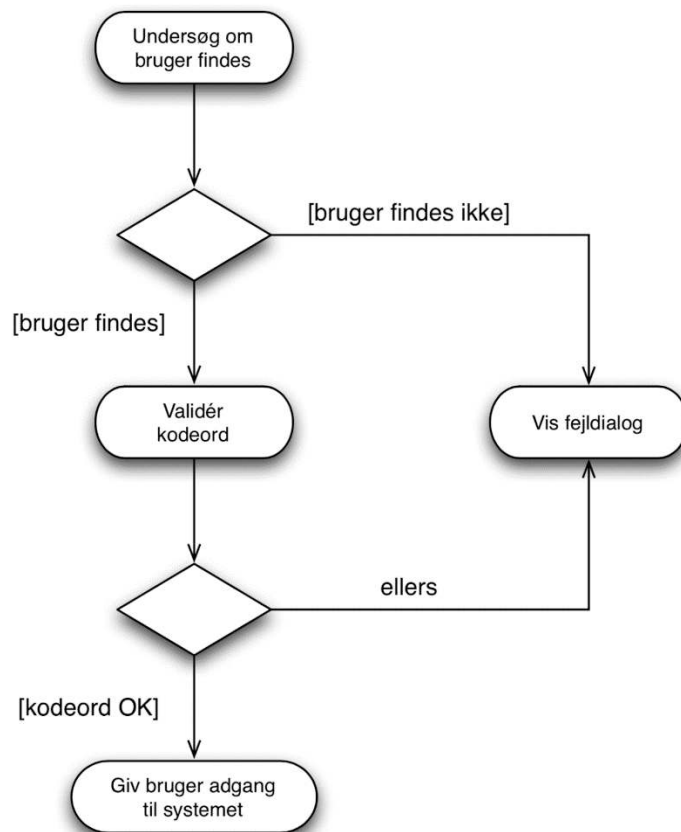 Undersøg om
bruger findes
[bruger findes ikke]
[bruger findes]
Validér
kodeord
Vis fejldialog
ellers
[kodeord OK]
Giv bruger adgang
til systemet